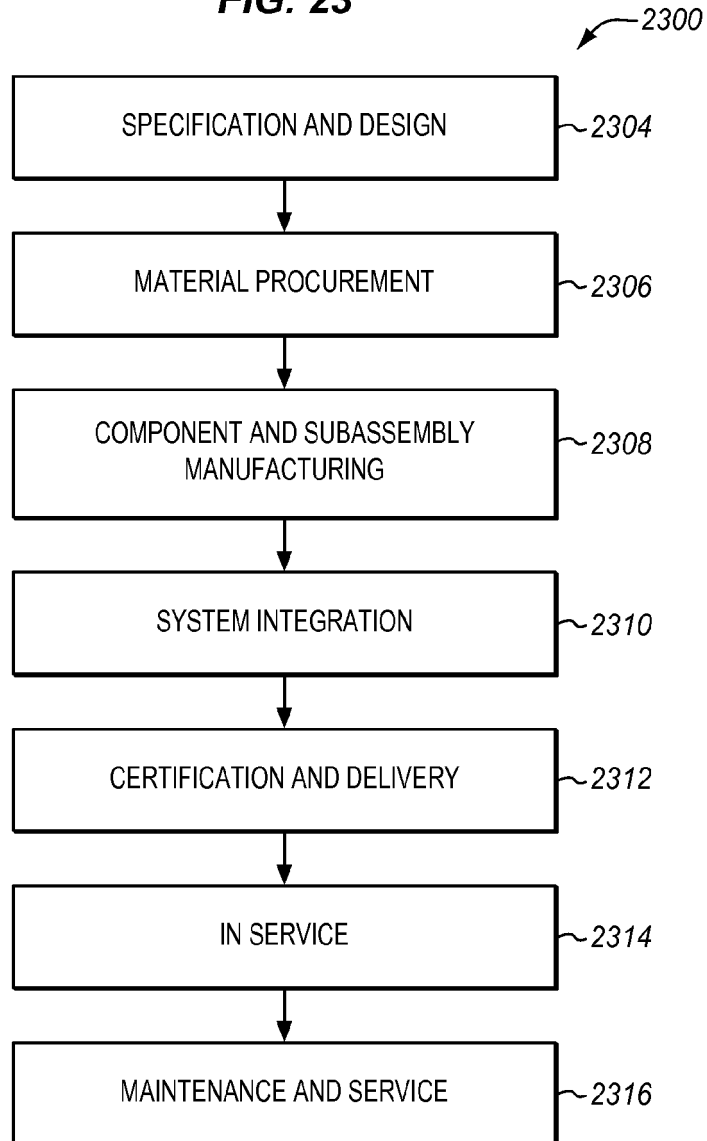 FIG. 23
2300
SPECIFICATION AND DESIGN
2304
MATERIAL PROCUREMENT
2306
COMPONENT AND SUBASSEMBLY
MANUFACTURING
2308
SYSTEM INTEGRATION
2310
CERTIFICATION AND DELIVERY
2312
IN SERVICE
2314
MAINTENANCE AND SERVICE
2316